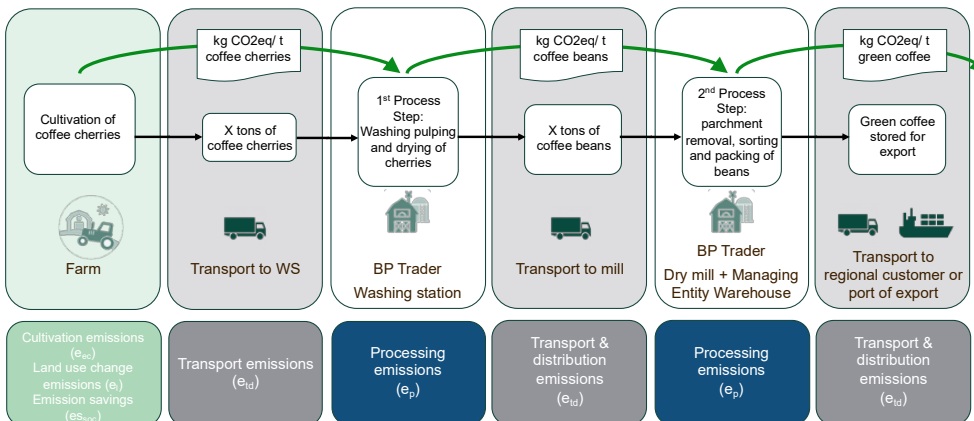 kg CO2eq/ t
coffee cherries
kg CO2eq/ t
coffee beans
kg CO2eq/ t
green coffee
Cultivation of
coffee cherries
X tons of
coffee cherries
1st Process
Step:
Washing pulping
and drying of
cherries
X tons of
coffee beans
2nd Process
Step:
parchment
removal, sorting
and packing of
beans
Green coffee
stored for
export
Farm
Transport to WS
BP Trader
Washing station
Transport to mill
BP Trader
Dry mill + Managing
Entity Warehouse
Transport to
regional customer or
port of export
Cultivation emissions
(eec)
Land use change
emissions (el)
Emission savings
(essoc)
Transport emissions
(etd)
Processing
emissions
(ep)
Transport &
distribution
emissions
(etd)
Processing
emissions
(ep)
Transport &
distribution
emissions
(etd)